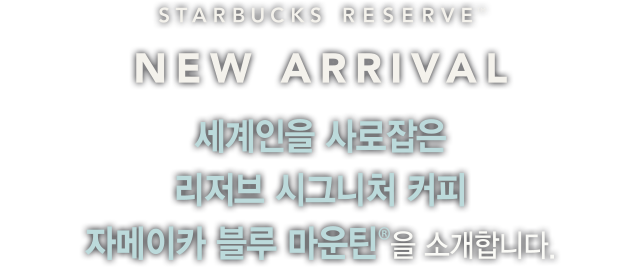 STARBUCKS RESERVE™
NEW ARRIVAL
세계인을 사로잡은
리저브 시그니처 커피
자메이카 블루 마운틴®을 소개합니다.